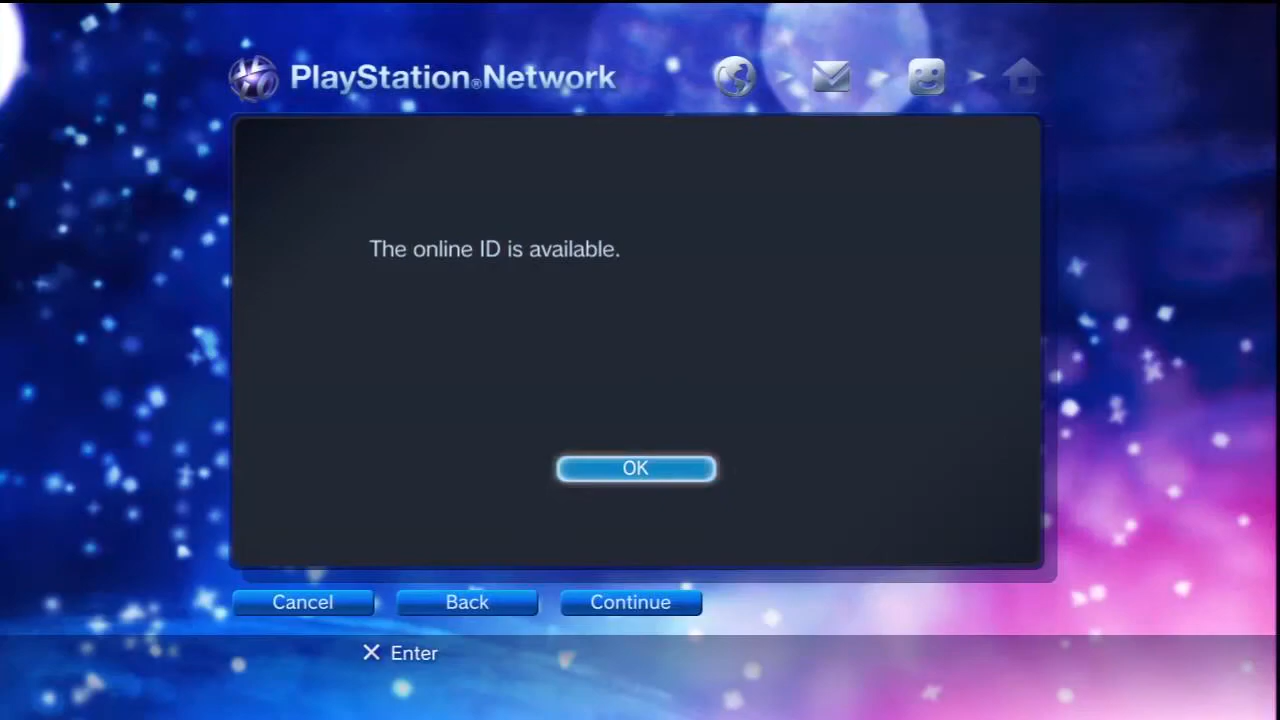 PlayStation®Network
The online ID is available.
OK
Cancel Back Continue
✕ Enter